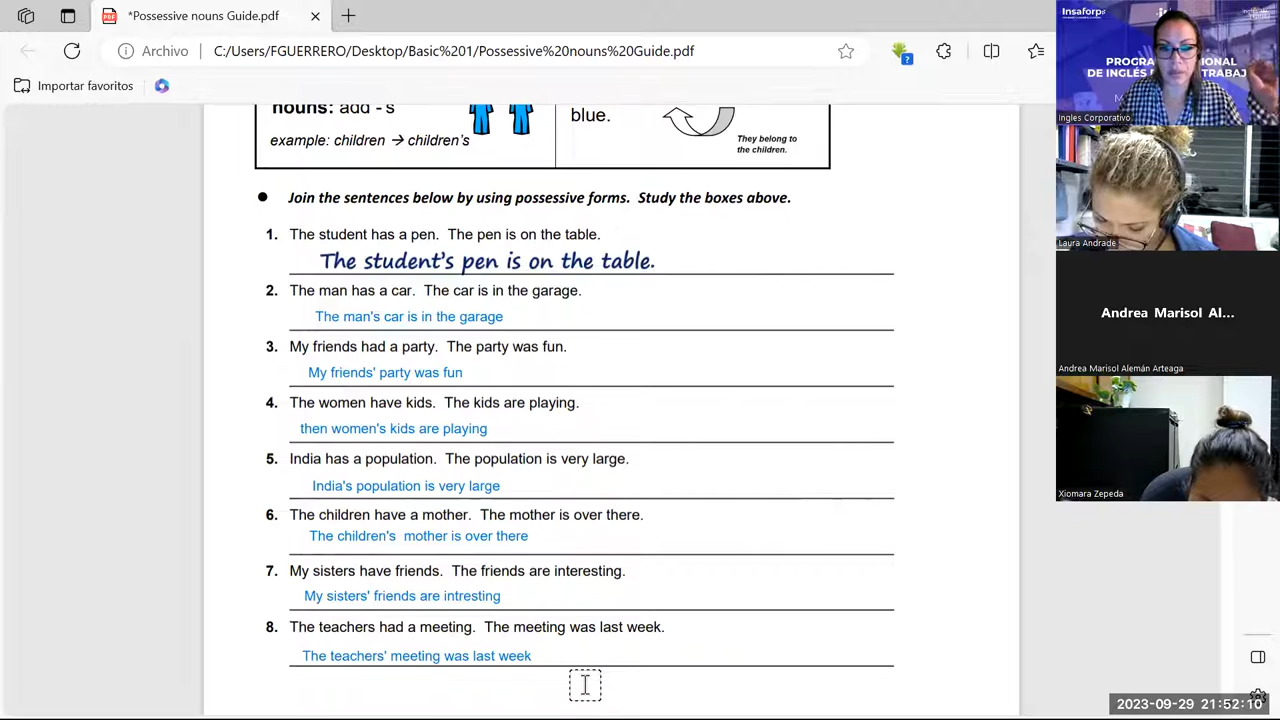 *Possessive nouns Guide.pdf
Archivo
C:/Users/FGUERRERO/Desktop/Basic%201/Possessive%20nouns%20Guide.pdf
Importar favoritos
nouns: add - s
example: children → children's
blue.
They belong to
the children.
Join the sentences below by using possessive forms. Study the boxes above.
1. The student has a pen. The pen is on the table.
The student's pen is on the table.
2. The man has a car. The car is in the garage.
The man's car is in the garage
3. My friends had a party. The party was fun.
My friends' party was fun
4. The women have kids. The kids are playing.
then women's kids are playing
5. India has a population. The population is very large.
India's population is very large
6. The children have a mother. The mother is over there.
The children's mother is over there
7. My sisters have friends. The friends are interesting.
My sisters' friends are intresting
8. The teachers had a meeting. The meeting was last week.
The teachers' meeting was last week
Insaforp
PROGRA IONAL
DE INGLÉS TRABAJ
Ingles Corporativo
Laura Andrade
Andrea Marisol Al...
Andrea Marisol Alemán Arteaga
Xiomara Zepeda
2023-09-29 21:52:10